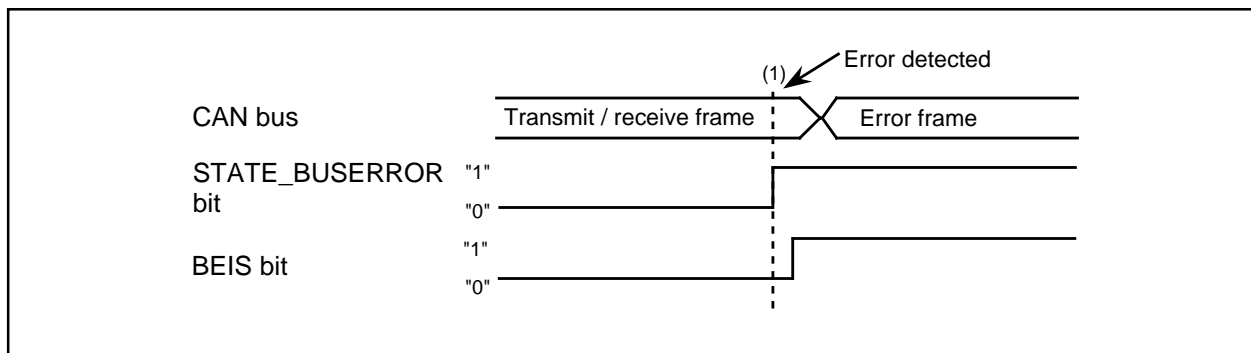 Error detected
(1)
CAN bus
Transmit / receive frame
Error frame
STATE_BUSERROR
bit
"1"
"0"
BEIS bit
"1"
"0"